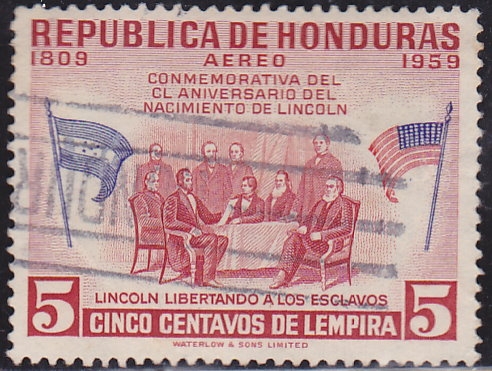 REPUBLICA DE HONDURAS
1809 AEREO 1959
CONMEMORATIVA DEL
CL ANIVERSARIO DEL
NACIMIENTO DE LINCOLN
LINCOLN LIBERTANDO A LOS ESCLAVOS
5 CINCO CENTAVOS DE LEMPIRA 5
WATERLOW & SONS LIMITED